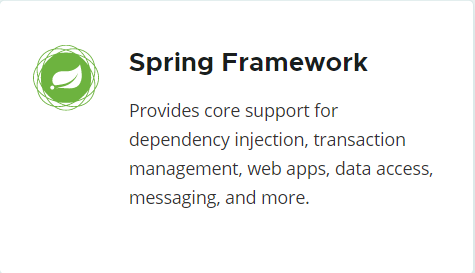 Spring Framework
Provides core support for
dependency injection, transaction
management, web apps, data access,
messaging, and more.